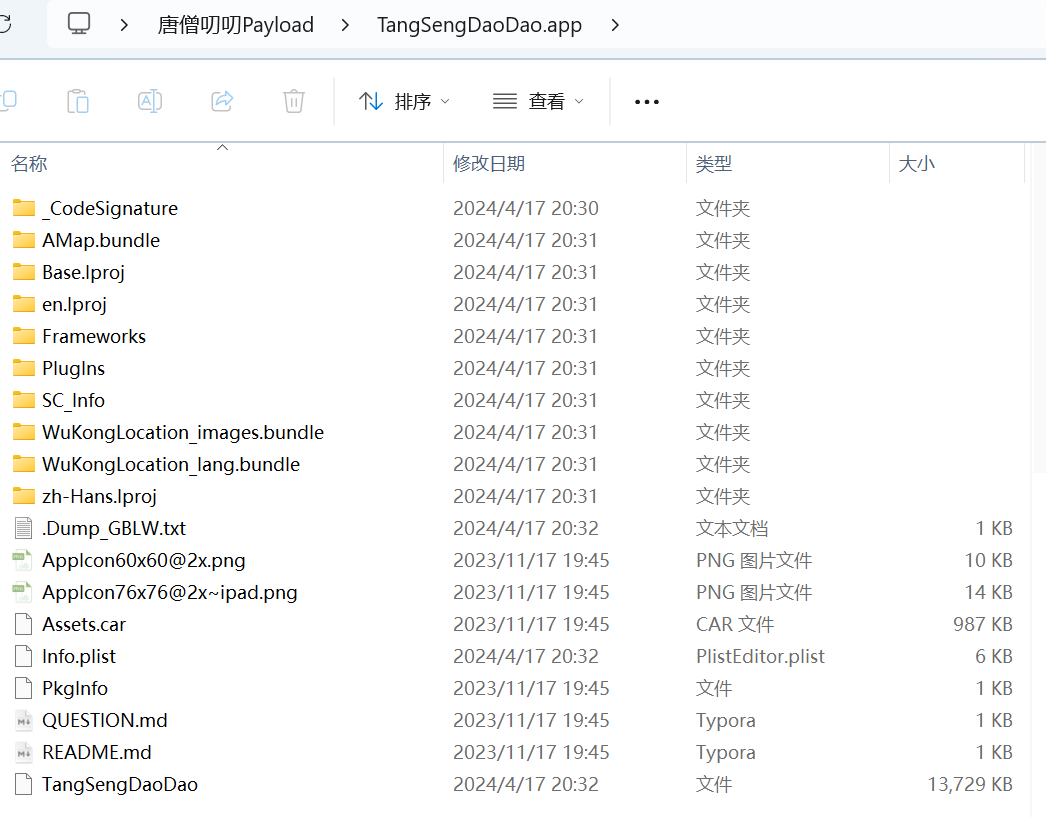 唐僧叨叨Payload > TangSengDaoDao.app >
排序 查看
名称 修改日期 类型 大小
_CodeSignature 2024/4/17 20:30 文件夹
AMap.bundle 2024/4/17 20:31 文件夹
Base.lproj 2024/4/17 20:31 文件夹
en.lproj 2024/4/17 20:31 文件夹
Frameworks 2024/4/17 20:31 文件夹
PlugIns 2024/4/17 20:31 文件夹
SC_Info 2024/4/17 20:31 文件夹
WuKongLocation_images.bundle 2024/4/17 20:31 文件夹
WuKongLocation_lang.bundle 2024/4/17 20:31 文件夹
zh-Hans.lproj 2024/4/17 20:31 文件夹
.Dump_GBLW.txt 2024/4/17 20:32 文本文档 1 KB
AppIcon60x60@2x.png 2023/11/17 19:45 PNG 图片文件 10 KB
AppIcon76x76@2x~ipad.png 2023/11/17 19:45 PNG 图片文件 14 KB
Assets.car 2023/11/17 19:45 CAR 文件 987 KB
Info.plist 2024/4/17 20:32 PlistEditor.plist 6 KB
PkgInfo 2023/11/17 19:45 文件 1 KB
QUESTION.md 2023/11/17 19:45 Typora 1 KB
README.md 2023/11/17 19:45 Typora 1 KB
TangSengDaoDao 2024/4/17 20:32 文件 13,729 KB